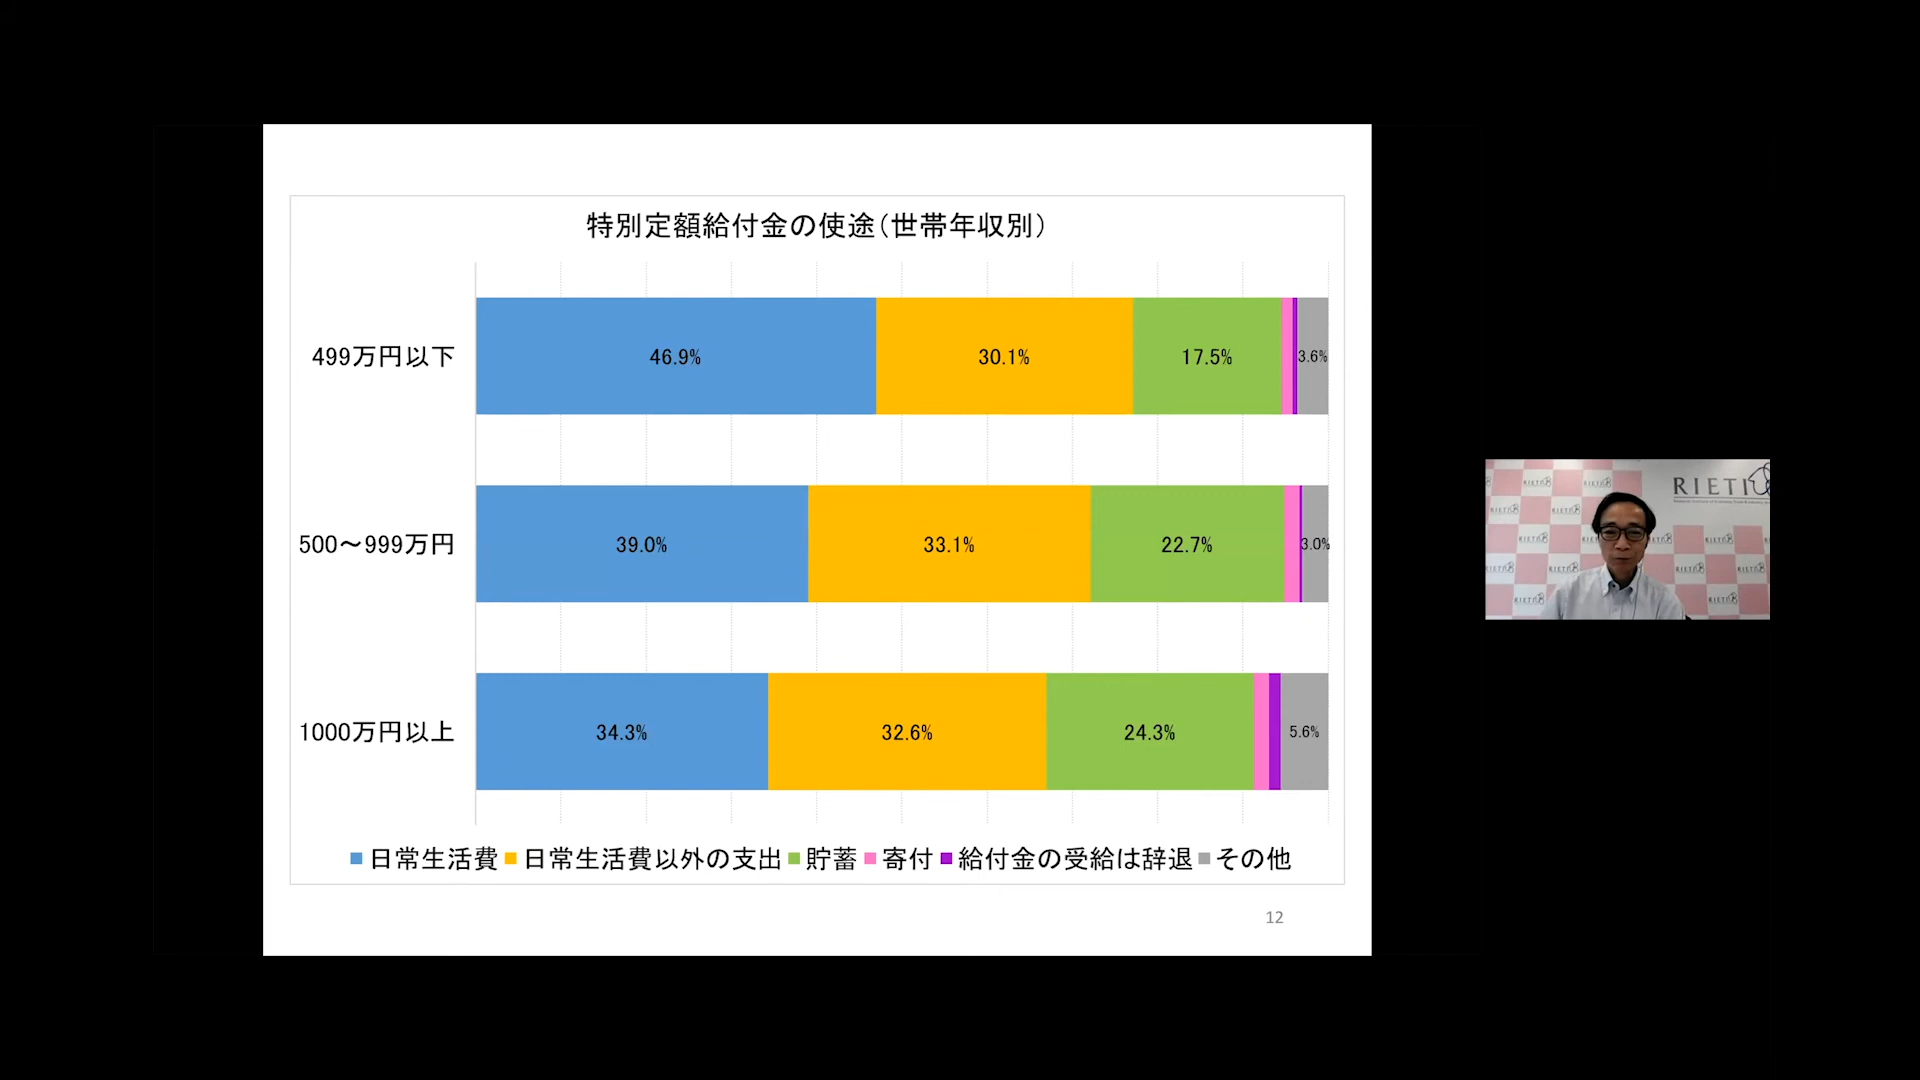 特別定額給付金の使途(世帯年収別)
499万円以下
46.9%
30.1%
17.5%
3.6%
500～999万円
39.0%
33.1%
22.7%
3.0%
1000万円以上
34.3%
32.6%
24.3%
5.6%
日常生活費 日常生活費以外の支出 貯蓄 寄付 給付金の受給は辞退 その他
12
RIETI